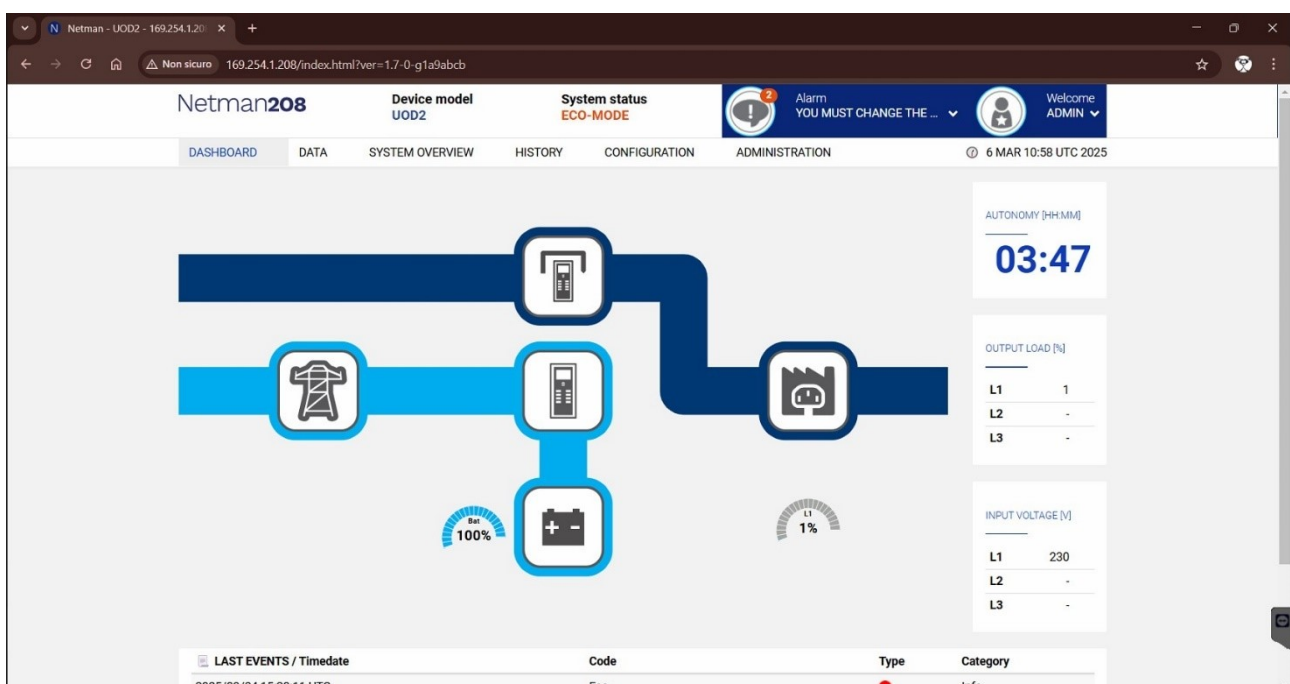 Netman - UOD2 - 169.254.1.20
Non sicuro 169.254.1.208/index.html?ver=1.7-0-g1a9abcb
Netman208
Device model
UOD2
System status
ECO-MODE
2
Alarm
YOU MUST CHANGE THE ...
Welcome
ADMIN
DASHBOARD DATA SYSTEM OVERVIEW HISTORY CONFIGURATION ADMINISTRATION 6 MAR 10:58 UTC 2025
AUTONOMY [HH:MM]
03:47
OUTPUT LOAD [%]
L1 1
L2 -
L3 -
Bat
100%
L1
1%
INPUT VOLTAGE [V]
L1 230
L2 -
L3 -
LAST EVENTS / Timedate Code Type Category